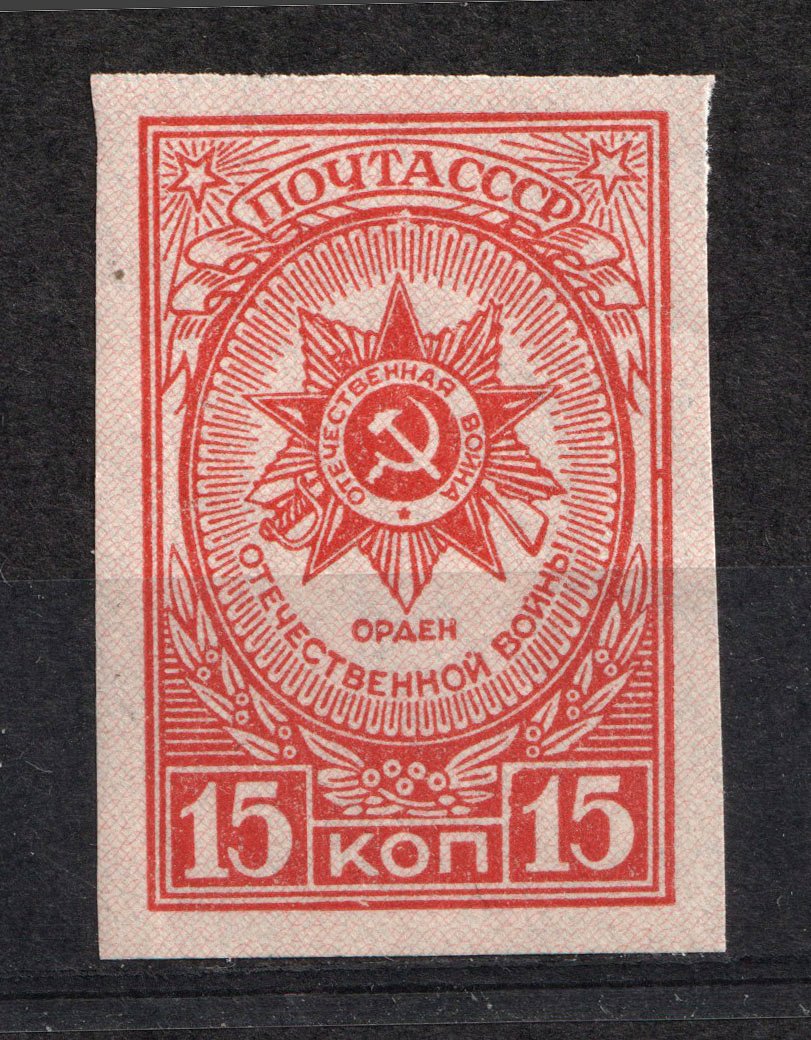 ПОЧТА СССР
ОТЕЧЕСТВЕННАЯ ВОЙНА
ОРДЕН
ОТЕЧЕСТВЕННОЙ ВОЙНЫ
15 КОП 15